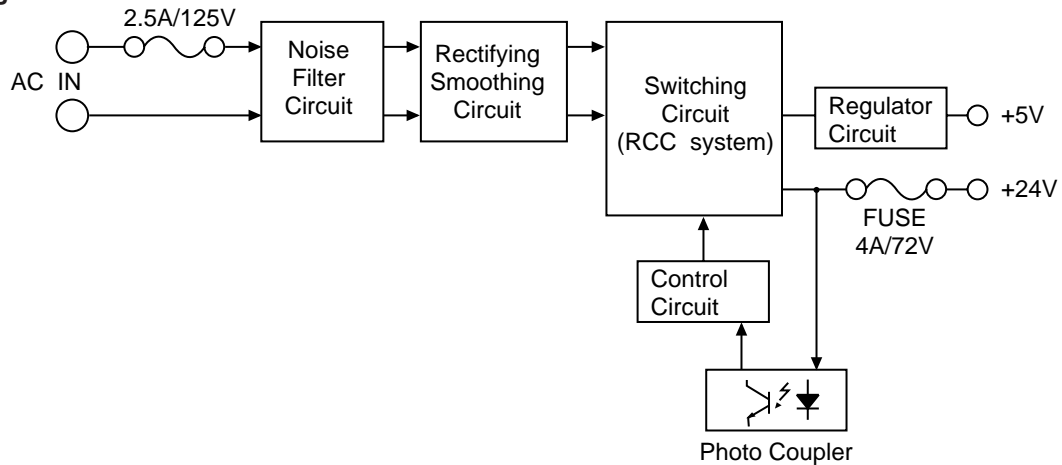 2.5A/125V
AC IN
Noise
Filter
Circuit
Rectifying
Smoothing
Circuit
Switching
Circuit
(RCC system)
Regulator
Circuit
+5V
+24V
FUSE
4A/72V
Control
Circuit
Photo Coupler